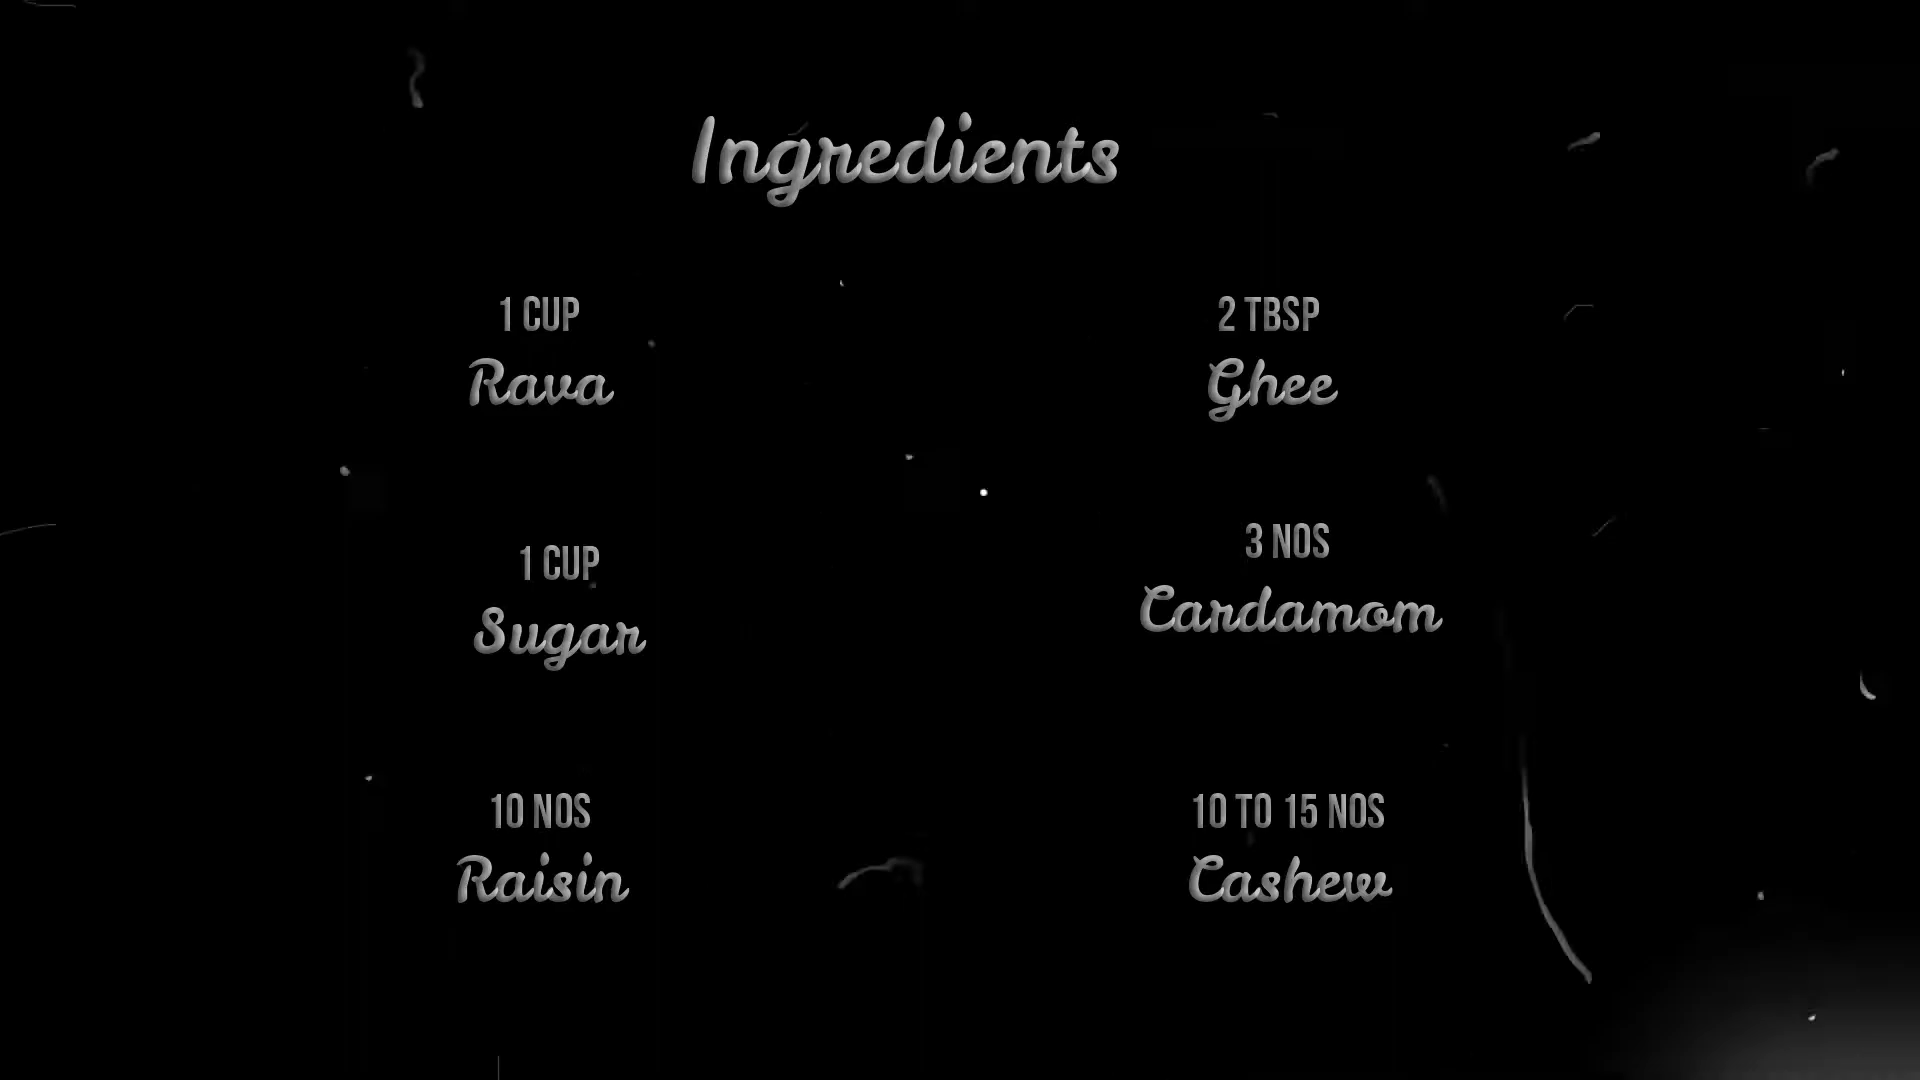 Ingredients
1 CUP
Rava
2 TBSP
Ghee
1 CUP
Sugar
3 NOS
Cardamom
10 NOS
Raisin
10 TO 15 NOS
Cashew